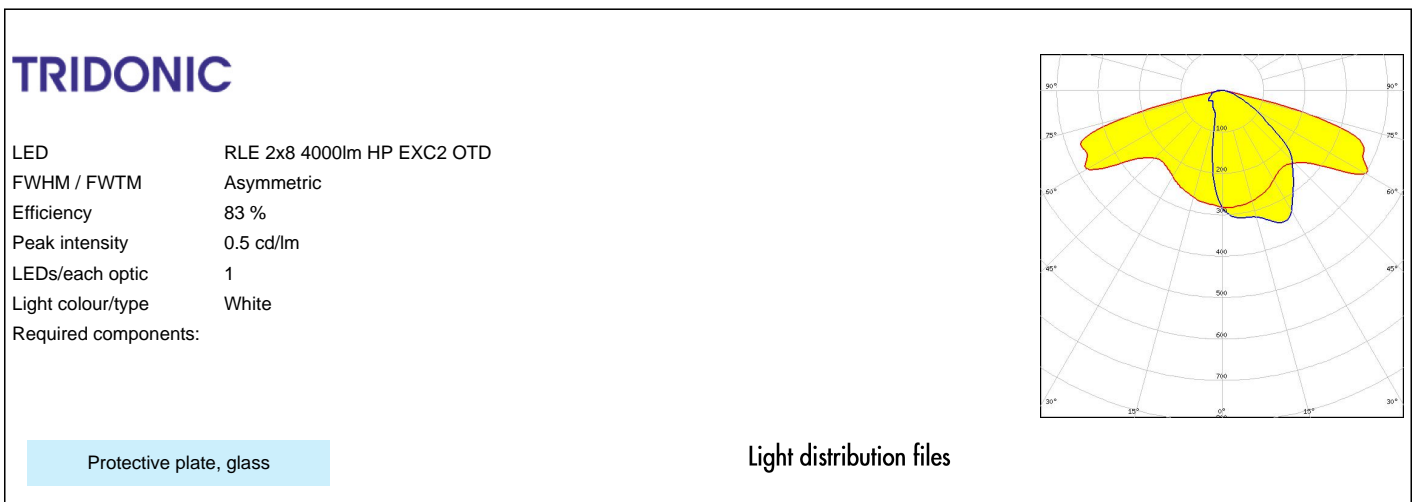 TRIDONIC
LED RLE 2x8 4000lm HP EXC2 OTD
FWHM / FWTM Asymmetric
Efficiency 83 %
Peak intensity 0.5 cd/lm
LEDs/each optic 1
Light colour/type White
Required components:
Protective plate, glass
Light distribution files
90° 90°
75° 75°
60° 60°
45° 45°
30° 30°
15° 0° 15°
100
200
300
400
500
600
700